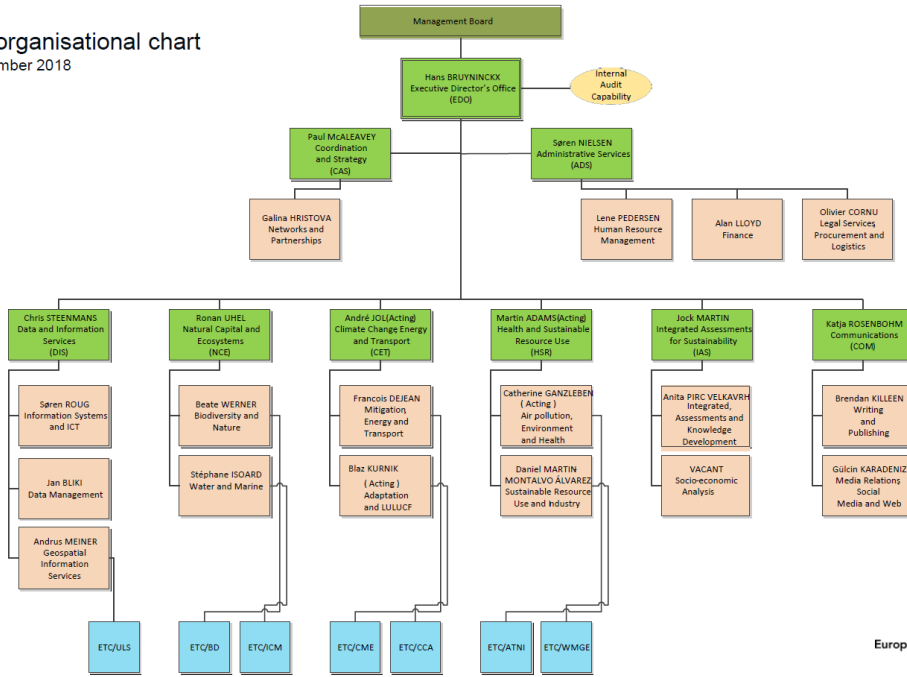 organisational chart
mber 2018
Management Board
Hans BRUYNINCKX
Executive Director's Office
(EDO)
Internal
Audit
Capability
Paul McALEAVEY
Coordination
and Strategy
(CAS)
Søren NIELSEN
Administrative Services
(ADS)
Galina HRISTOVA
Networks and
Partnerships
Lene PEDERSEN
Human Resource
Management
Alan LLOYD
Finance
Olivier CORNU
Legal Services,
Procurement and
Logistics
Chris STEENMANS
Data and Information
Services
(DIS)
Ronan UHEL
Natural Capital and
Ecosystems
(NCE)
André JOL(Acting)
Climate Change Energy
and Transport
(CET)
Martin ADAMS(Acting)
Health and Sustainable
Resource Use
(HSR)
Jock MARTIN
Integrated Assessments
for Sustainability
(IAS)
Katja ROSENBOHM
Communications
(COM)
Søren ROUG
Information Systems
and ICT
Beate WERNER
Biodiversity and
Nature
Francois DEJEAN
Mitigation,
Energy and
Transport
Catherine GANZLEBEN
( Acting )
Air pollution,
Environment
and Health
Anita PIRC VELKAVRH
Integrated,
Assessments and
Knowledge
Development
Brendan KILLEEN
Writing
and
Publishing
Jan BLIKI
Data Management
Stéphane ISOARD
Water and Marine
Blaz KURNIK
( Acting )
Adaptation
and LULUCF
Daniel MARTIN
MONTALVO ÁLVAREZ
Sustainable Resource
Use and Industry
VACANT
Socio-economic
Analysis
Gülcin KARADENIZ
Media Relations,
Social
Media and Web
Andrus MEINER
Geospatial
Information
Services
ETC/ULS
ETC/BD
ETC/ICM
ETC/CME
ETC/CCA
ETC/ATNI
ETC/WMGE
Europ